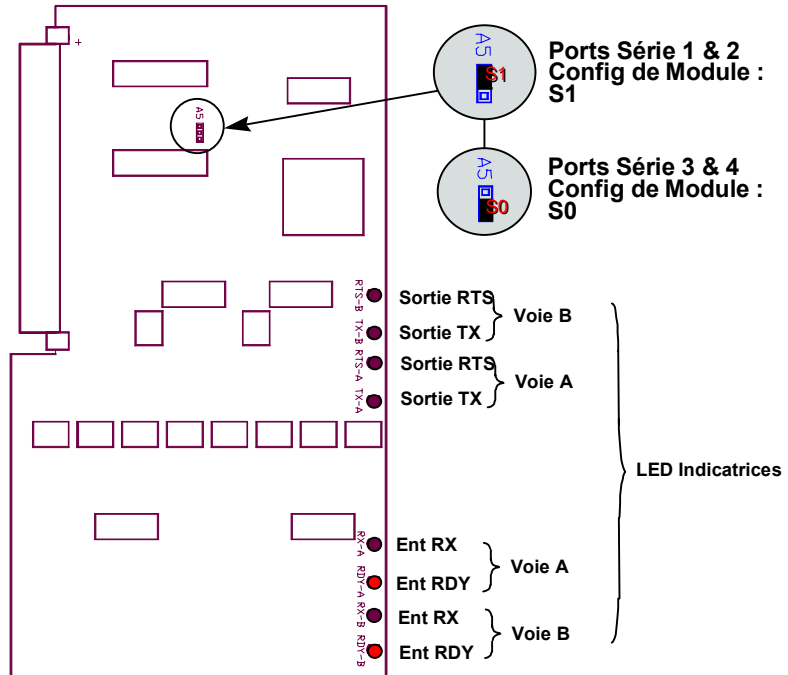 +
A5
A5
S1
Ports Série 1 & 2
Config de Module :
S1
A5
S0
Ports Série 3 & 4
Config de Module :
S0
RTS-B
Sortie RTS
TX-B
Sortie TX
Voie B
RTS-A
Sortie RTS
TX-A
Sortie TX
Voie A
LED Indicatrices
RX-A
Ent RX
RDY-A
Ent RDY
Voie A
RX-B
Ent RX
RDY-B
Ent RDY
Voie B